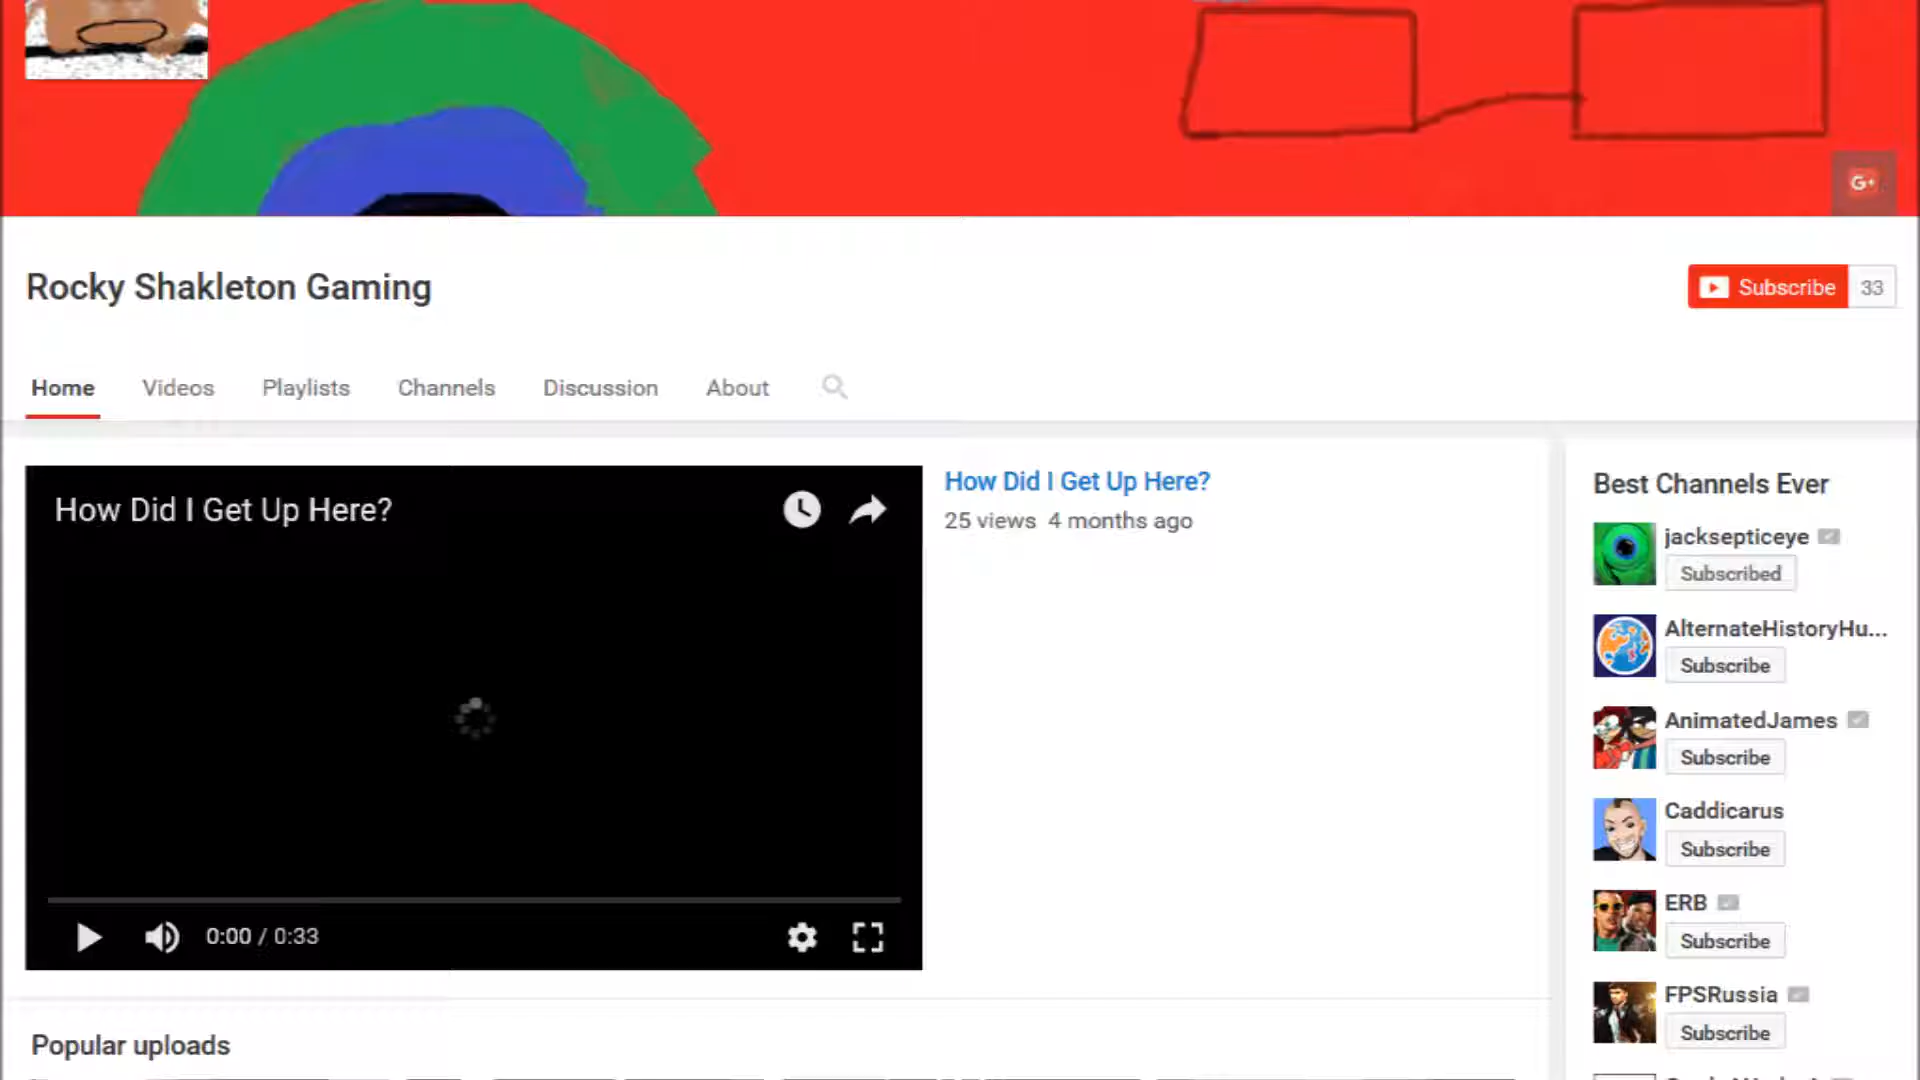 G+
Rocky Shakleton Gaming
Subscribe 33
Home Videos Playlists Channels Discussion About
How Did I Get Up Here?
0:00 / 0:33
How Did I Get Up Here?
25 views 4 months ago
Best Channels Ever
jacksepticeye
Subscribed
AlternateHistoryHu...
Subscribe
AnimatedJames
Subscribe
Caddicarus
Subscribe
ERB
Subscribe
FPSRussia
Subscribe
Popular uploads